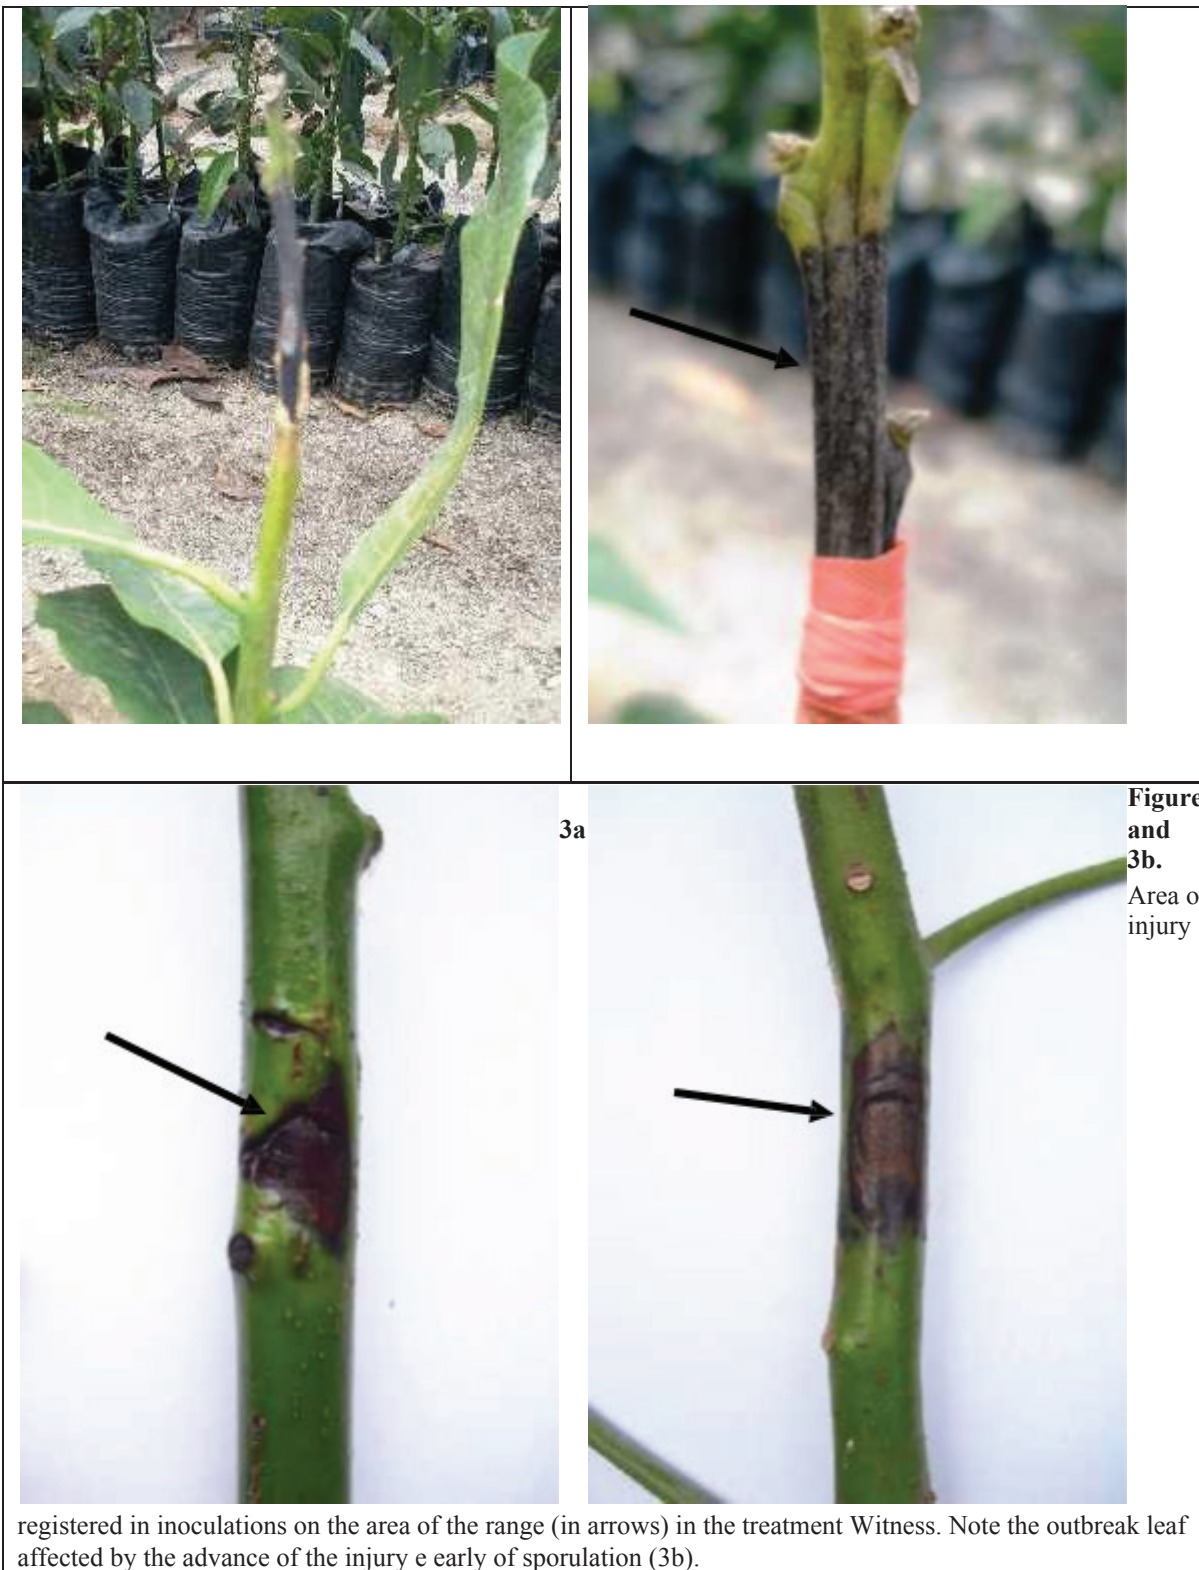 3a
Figure
and
3b.
Area o
injury
registered in inoculations on the area of the range (in arrows) in the treatment Witness. Note the outbreak leaf
affected by the advance of the injury e early of sporulation (3b).